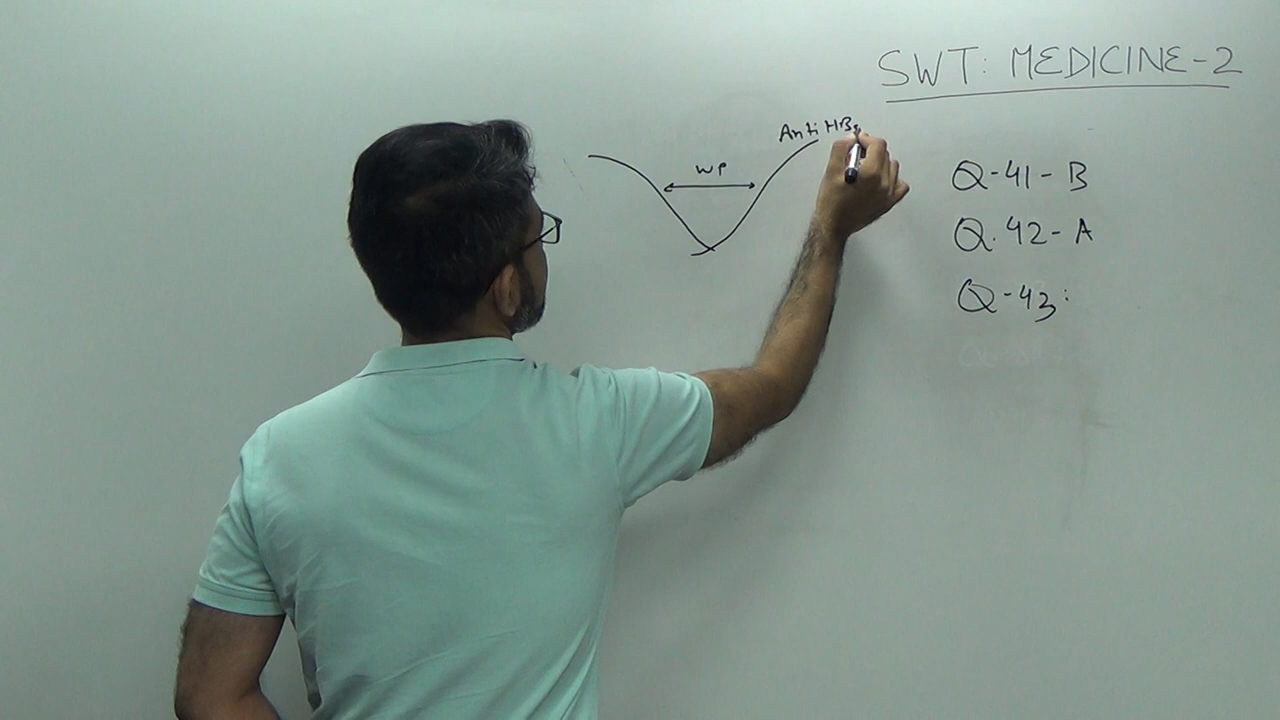 SWT: MEDICINE-2
Anti HBs
WP
Q-41-B
Q.42-A
Q-43: